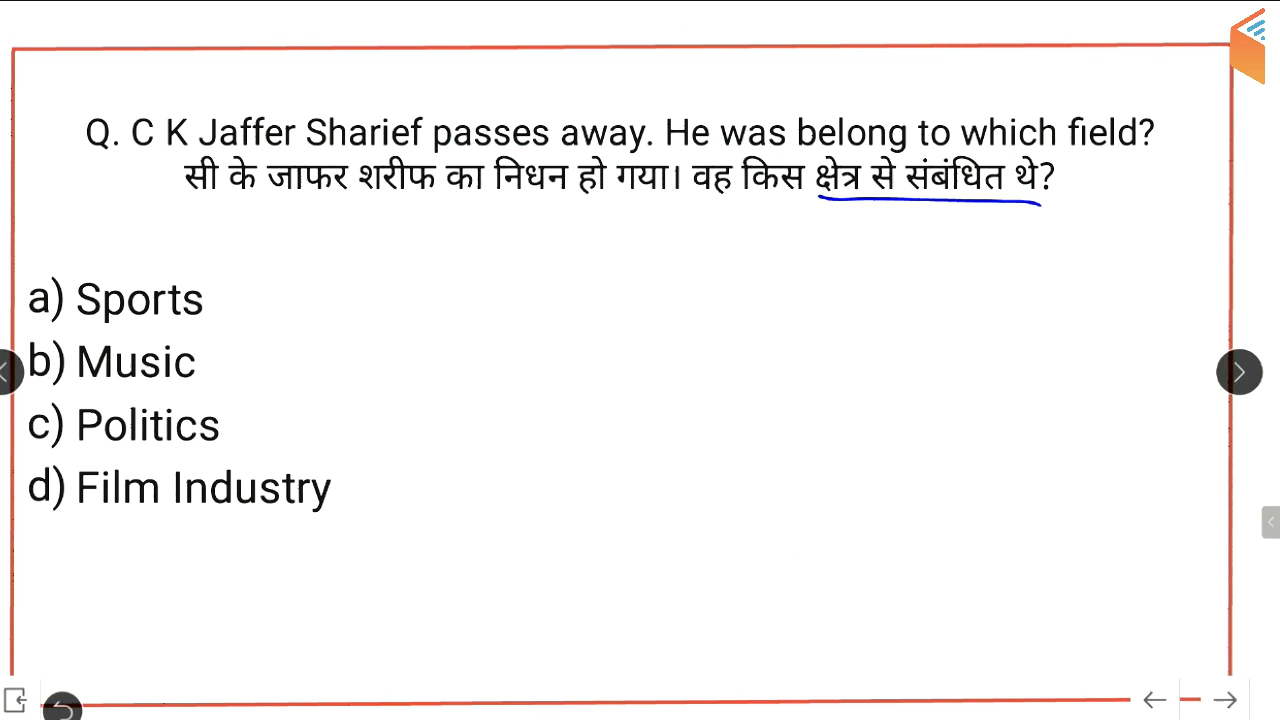 Q. C K Jaffer Sharief passes away. He was belong to which field?
सी के जाफर शरीफ का निधन हो गया। वह किस क्षेत्र से संबंधित थे?
a) Sports
b) Music
c) Politics
d) Film Industry